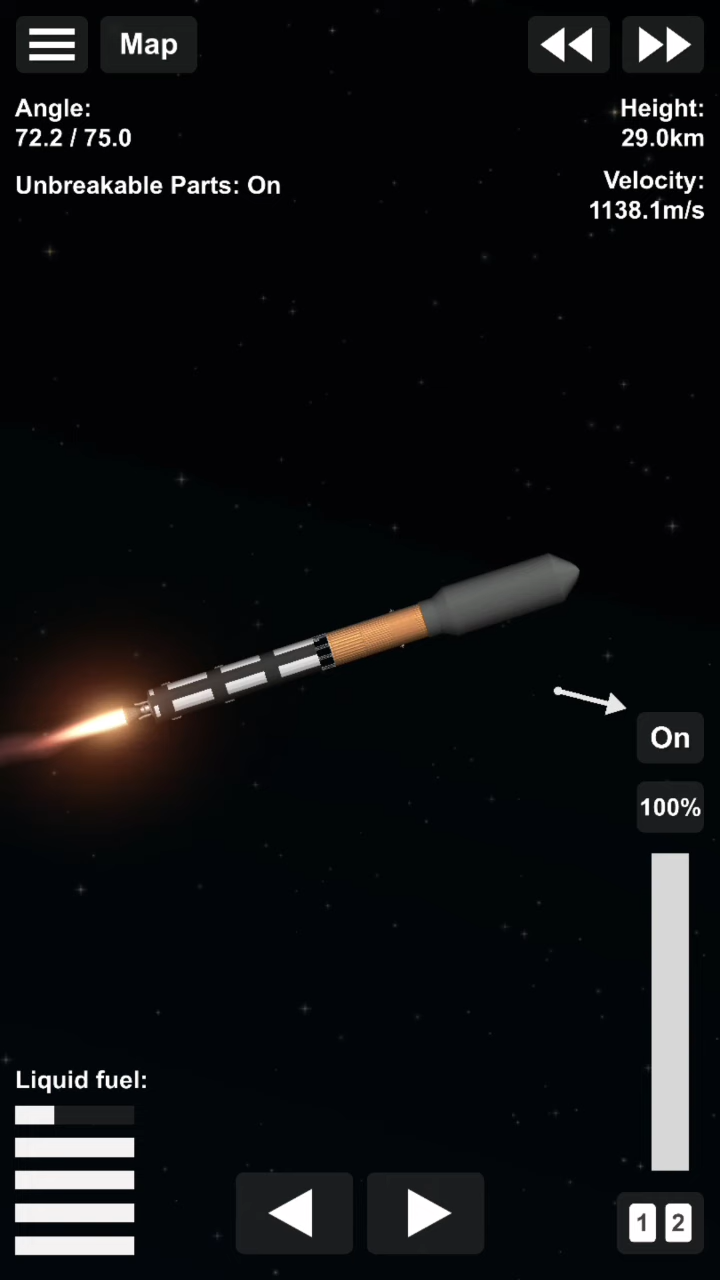 Map
Angle:
72.2 / 75.0
Unbreakable Parts: On
Height:
29.0km
Velocity:
1138.1m/s
On
100%
Liquid fuel:
1 2